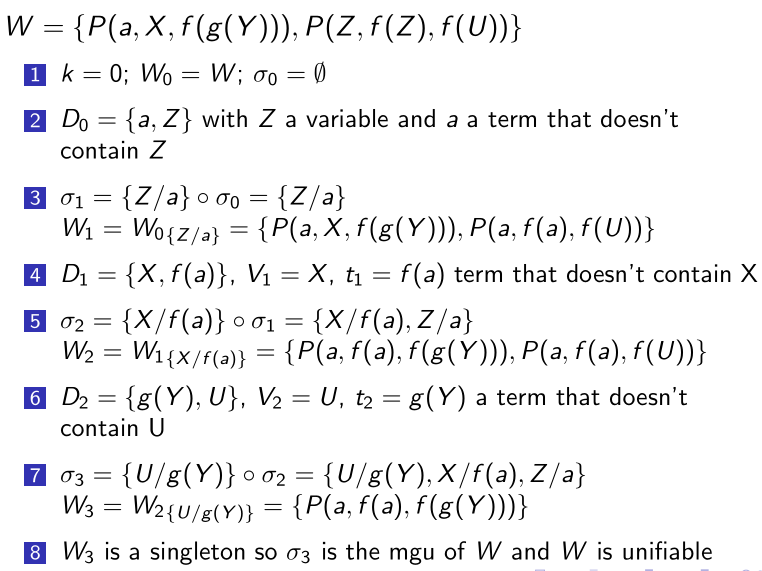 W = {P(a, X, f(g(Y))), P(Z, f(Z), f(U))}
1 k = 0; W₀ = W; σ₀ = ∅
2 D₀ = {a, Z} with Z a variable and a a term that doesn't
contain Z
3 σ₁ = {Z/a} ∘ σ₀ = {Z/a}
W₁ = W₀{Z/a} = {P(a, X, f(g(Y))), P(a, f(a), f(U))}
4 D₁ = {X, f(a)}, V₁ = X, t₁ = f(a) term that doesn't contain X
5 σ₂ = {X/f(a)} ∘ σ₁ = {X/f(a), Z/a}
W₂ = W₁{X/f(a)} = {P(a, f(a), f(g(Y))), P(a, f(a), f(U))}
6 D₂ = {g(Y), U}, V₂ = U, t₂ = g(Y) a term that doesn't
contain U
7 σ₃ = {U/g(Y)} ∘ σ₂ = {U/g(Y), X/f(a), Z/a}
W₃ = W₂{U/g(Y)} = {P(a, f(a), f(g(Y)))}
8 W₃ is a singleton so σ₃ is the mgu of W and W is unifiable